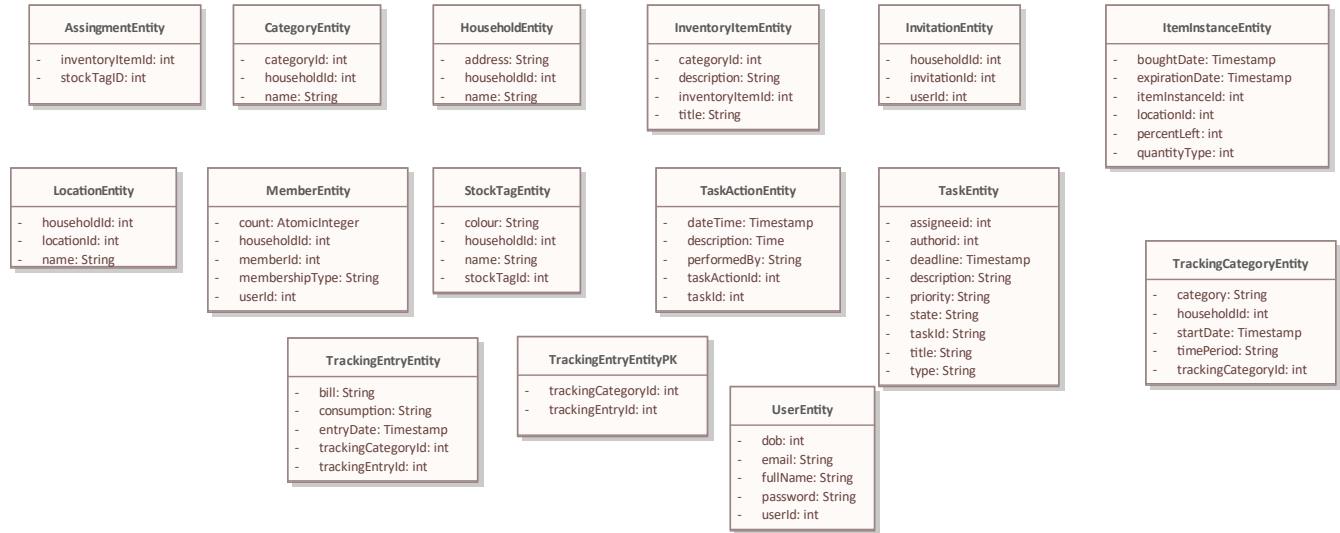 AssingmentEntity
- inventoryItemId: int
- stockTagID: int
CategoryEntity
- categoryId: int
- householdId: int
- name: String
HouseholdEntity
- address: String
- householdId: int
- name: String
InventoryItemEntity
- categoryId: int
- description: String
- inventoryItemId: int
- title: String
InvitationEntity
- householdId: int
- invitationId: int
- userId: int
ItemInstanceEntity
- boughtDate: Timestamp
- expirationDate: Timestamp
- itemInstanceId: int
- locationId: int
- percentLeft: int
- quantityType: int
LocationEntity
- householdId: int
- locationId: int
- name: String
MemberEntity
- count: AtomicInteger
- householdId: int
- memberId: int
- membershipType: String
- userId: int
StockTagEntity
- colour: String
- householdId: int
- name: String
- stockTagId: int
TaskActionEntity
- dateTime: Timestamp
- description: Time
- performedBy: String
- taskActionId: int
- taskId: int
TaskEntity
- assigneeid: int
- authorid: int
- deadline: Timestamp
- description: String
- priority: String
- state: String
- taskId: String
- title: String
- type: String
TrackingCategoryEntity
- category: String
- householdId: int
- startDate: Timestamp
- timePeriod: String
- trackingCategoryId: int
TrackingEntryEntity
- bill: String
- consumption: String
- entryDate: Timestamp
- trackingCategoryId: int
- trackingEntryId: int
TrackingEntryEntityPK
- trackingCategoryId: int
- trackingEntryId: int
UserEntity
- dob: int
- email: String
- fullName: String
- password: String
- userId: int